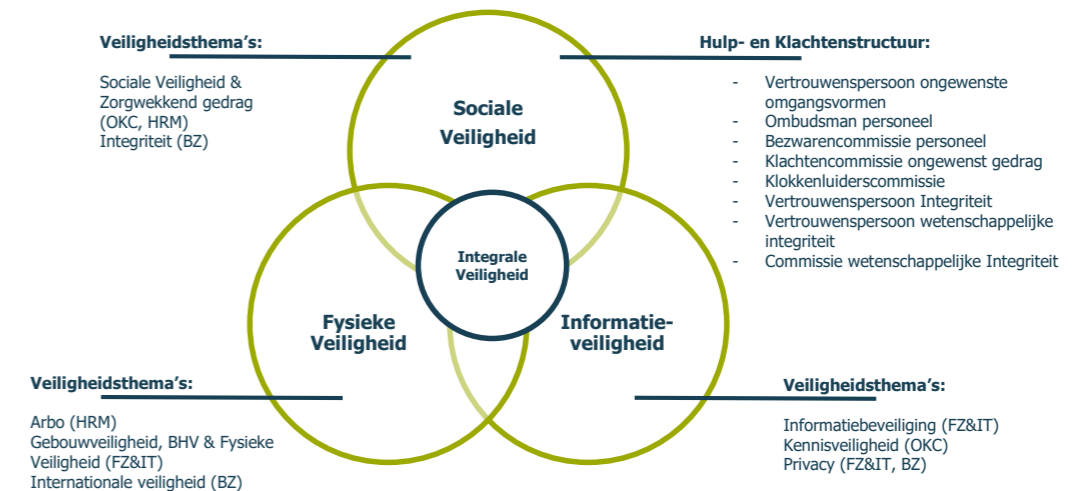 Veiligheidsthema's:
Sociale Veiligheid &
Zorgwekkend gedrag
(OKC, HRM)
Integriteit (BZ)
Sociale
Veiligheid
Hulp- en Klachtenstructuur:
- Vertrouwenspersoon ongewenste
omgangsvormen
- Ombudsman personeel
- Bezwarencommissie personeel
- Klachtencommissie ongewenst gedrag
- Klokkenluiderscommissie
- Vertrouwenspersoon Integriteit
- Vertrouwenspersoon wetenschappelijke
integriteit
- Commissie wetenschappelijke Integriteit
Integrale
Veiligheid
Fysieke
Veiligheid
Informatie-
veiligheid
Veiligheidsthema's:
Arbo (HRM)
Gebouwveiligheid, BHV & Fysieke
Veiligheid (FZ&IT)
Internationale veiligheid (BZ)
Veiligheidsthema's:
Informatiebeveiliging (FZ&IT)
Kennisveiligheid (OKC)
Privacy (FZ&IT, BZ)